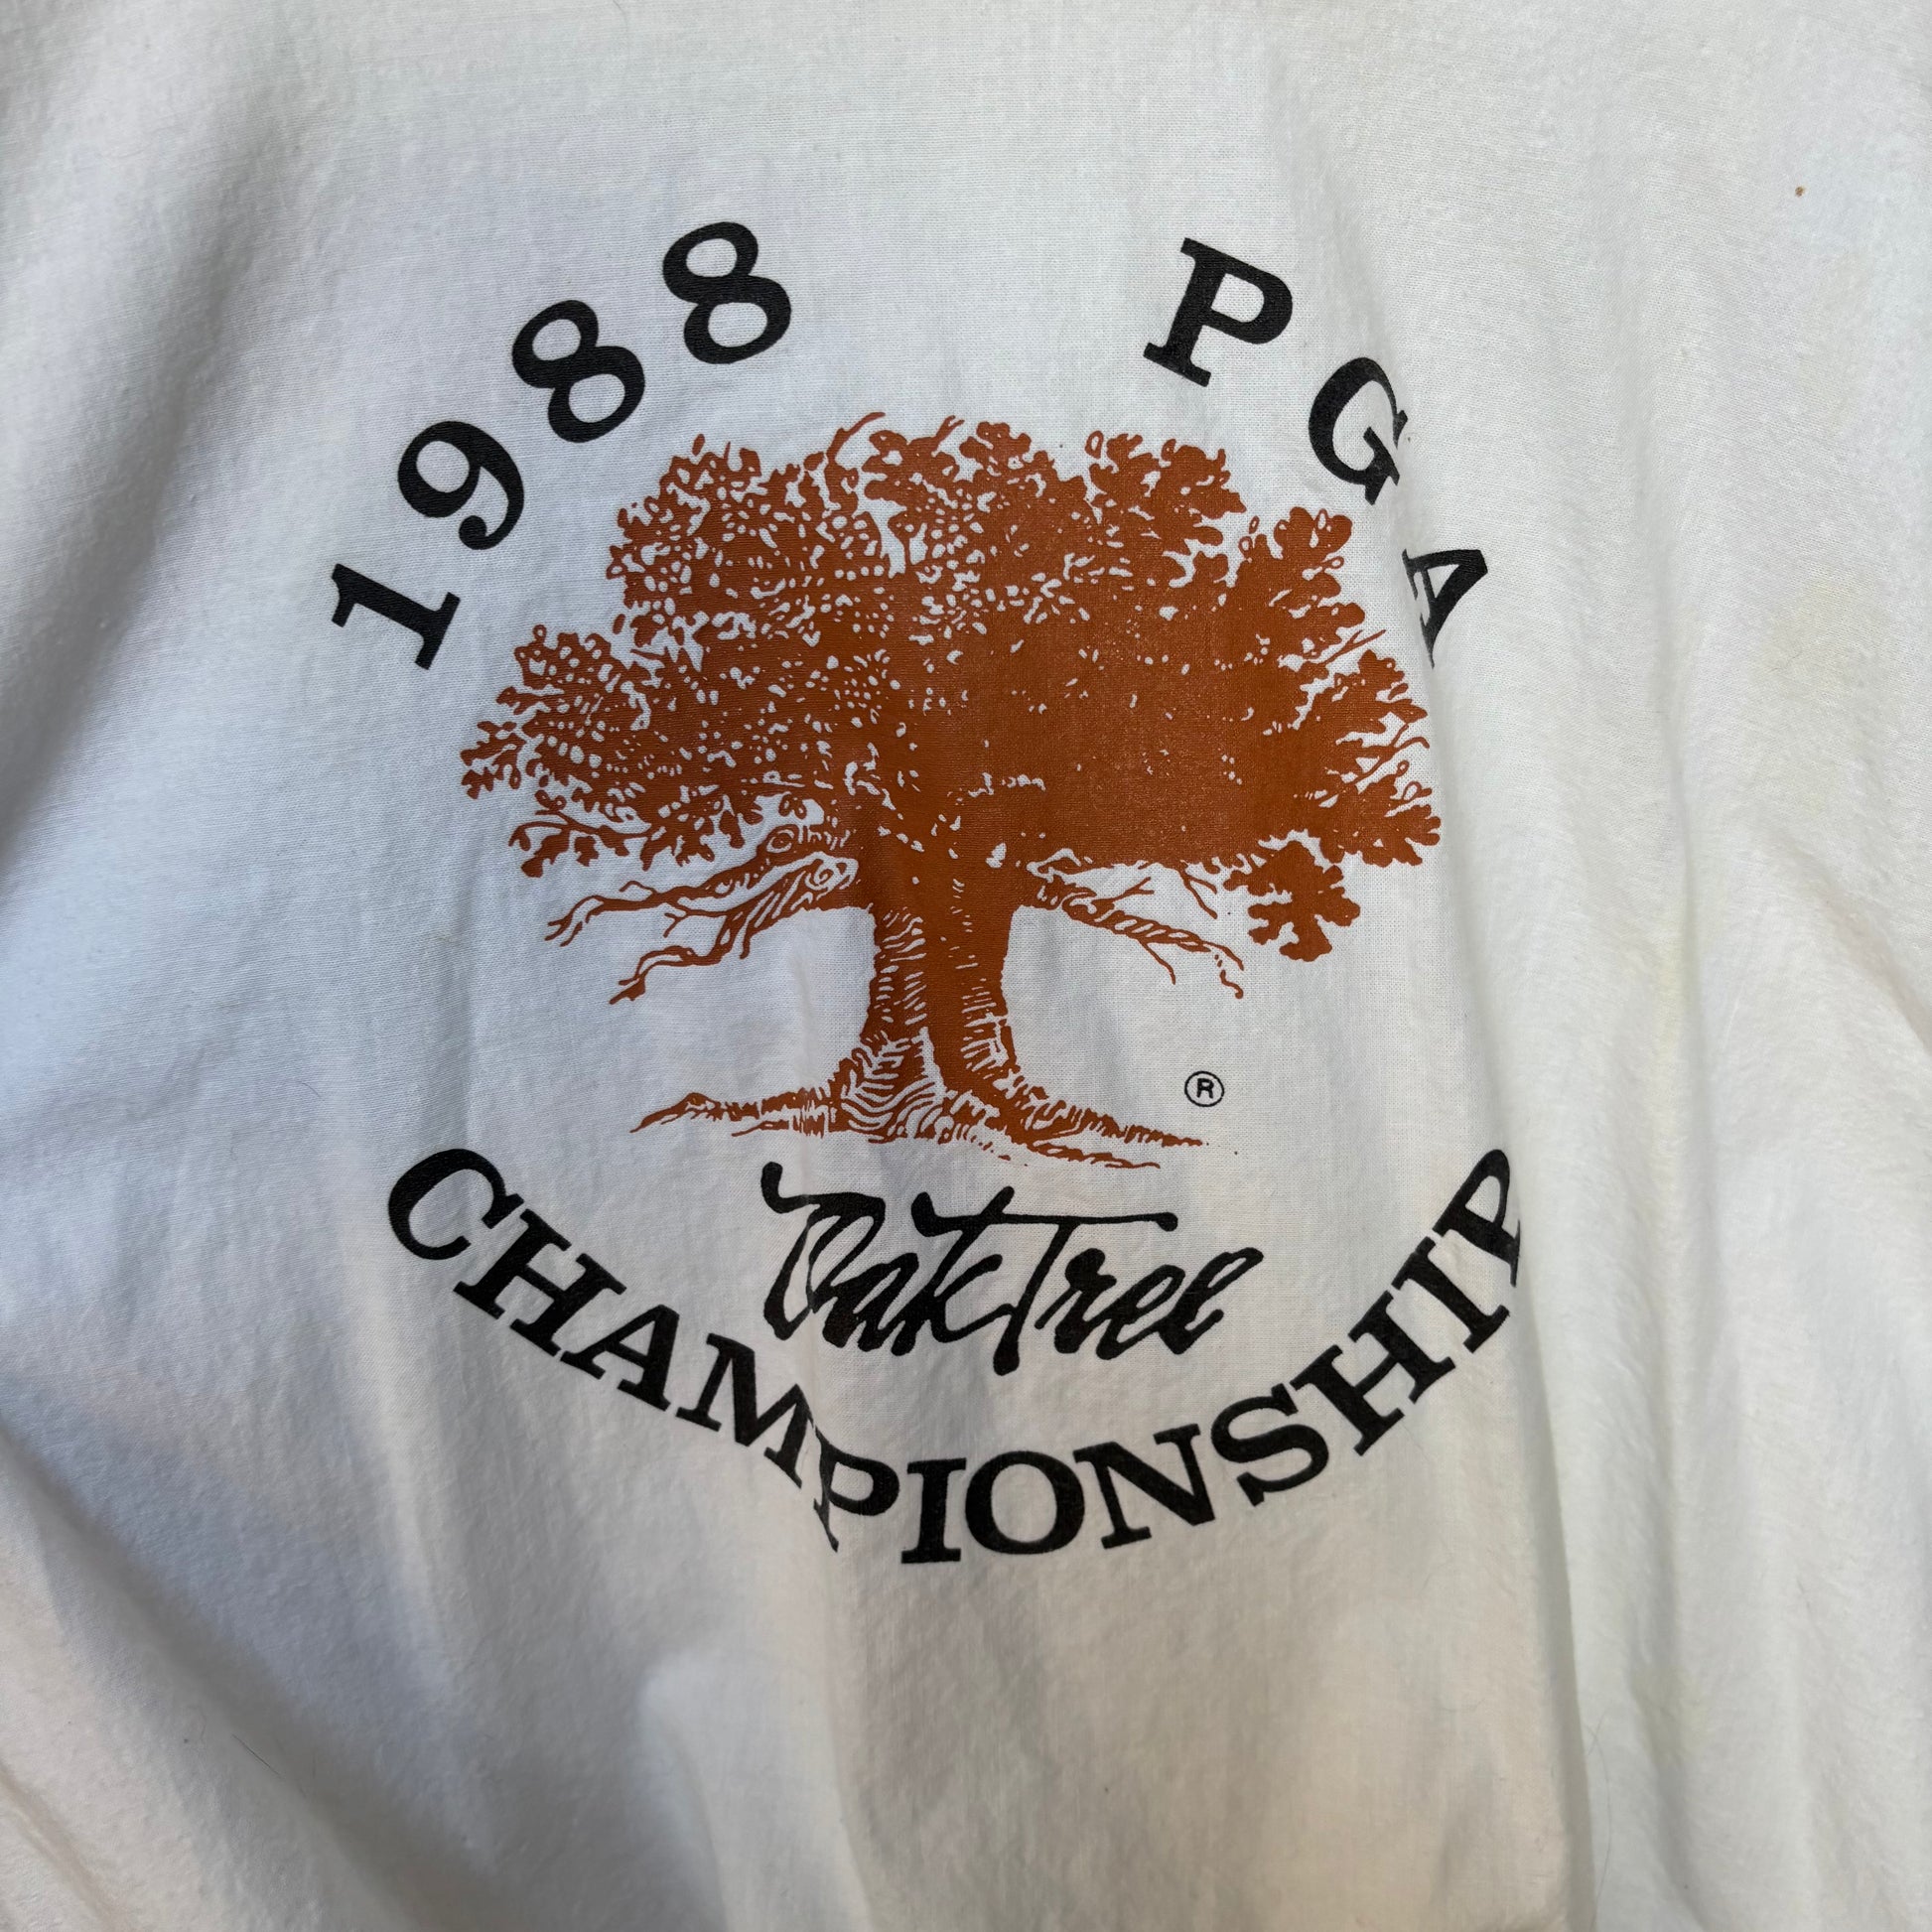 1988 PGA
®
Oak Tree
CHAMPIONSHIP